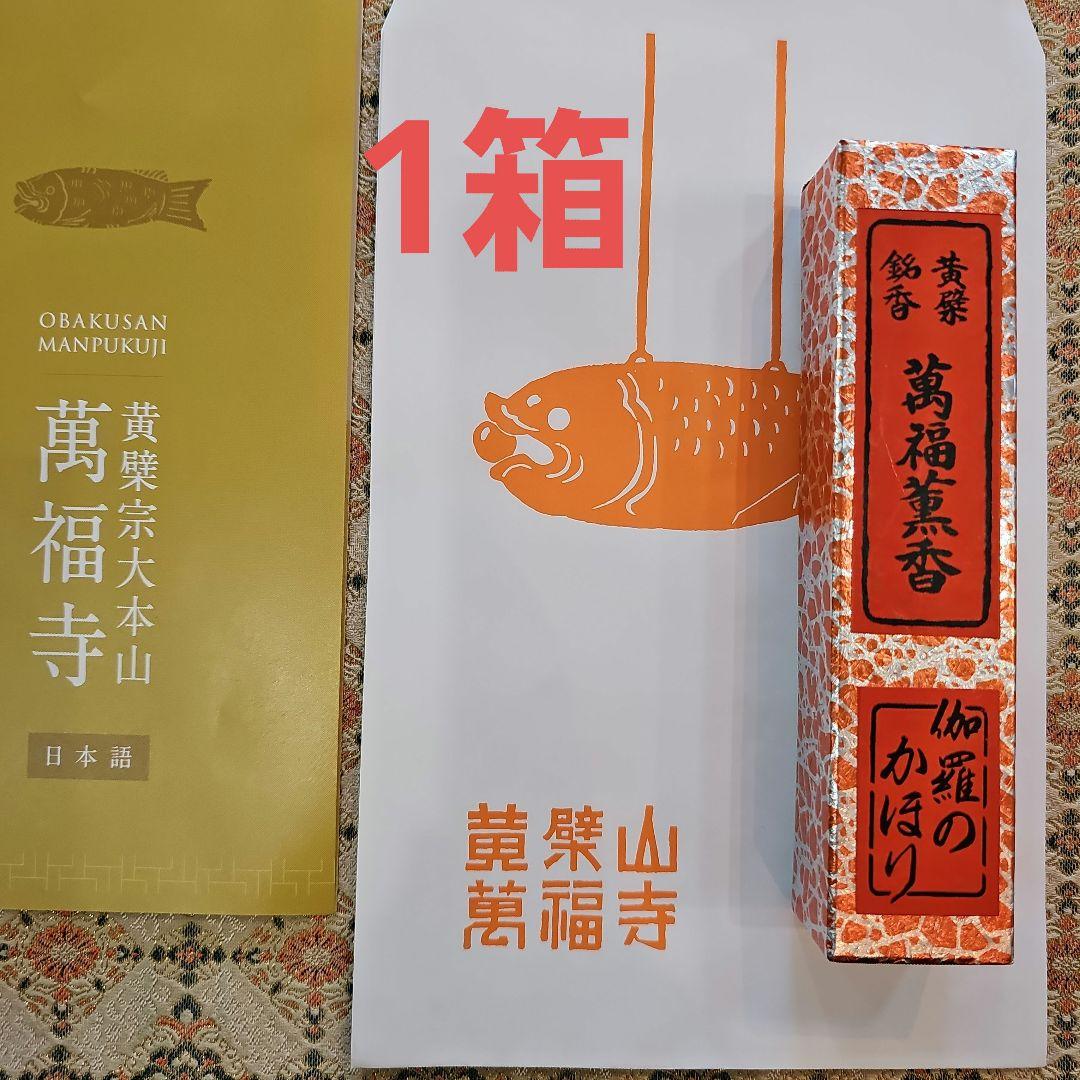 1箱
OBAKUSAN
MANPUKUJI
黄檗宗大本山
萬福寺
日本語
黄檗山
萬福寺
黄檗
銘香
萬福薫香
伽羅の
かほり